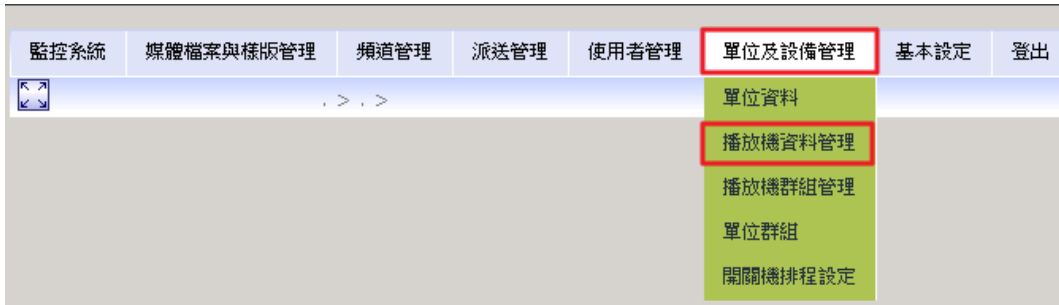 監控系統 媒體檔案與樣版管理 頻道管理 派送管理 使用者管理 單位及設備管理 基本設定 登出
. > . >
單位資料
播放機資料管理
播放機群組管理
單位群組
開關機排程設定